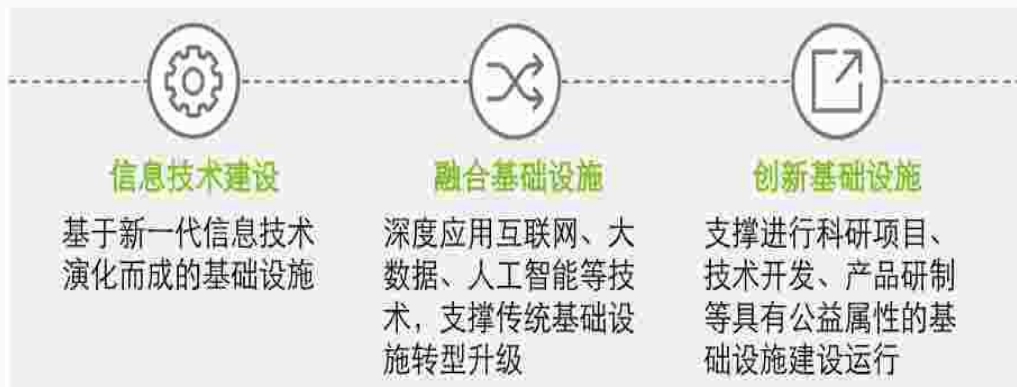 信息技术建设
基于新一代信息技术
演化而成的基础设施
融合基础设施
深度应用互联网、大
数据、人工智能等技
术，支撑传统基础设
施转型升级
创新基础设施
支撑进行科研项目、
技术开发、产品研制
等具有公益属性的基
础设施建设运行